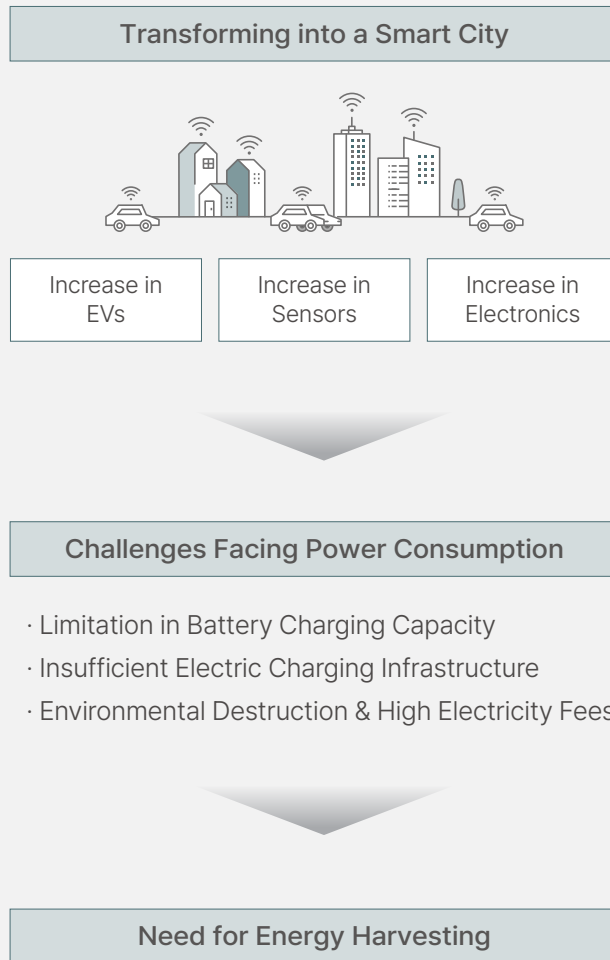 Transforming into a Smart City
Increase in
EVs
Increase in
Sensors
Increase in
Electronics
Challenges Facing Power Consumption
· Limitation in Battery Charging Capacity
· Insufficient Electric Charging Infrastructure
· Environmental Destruction & High Electricity Fees
Need for Energy Harvesting